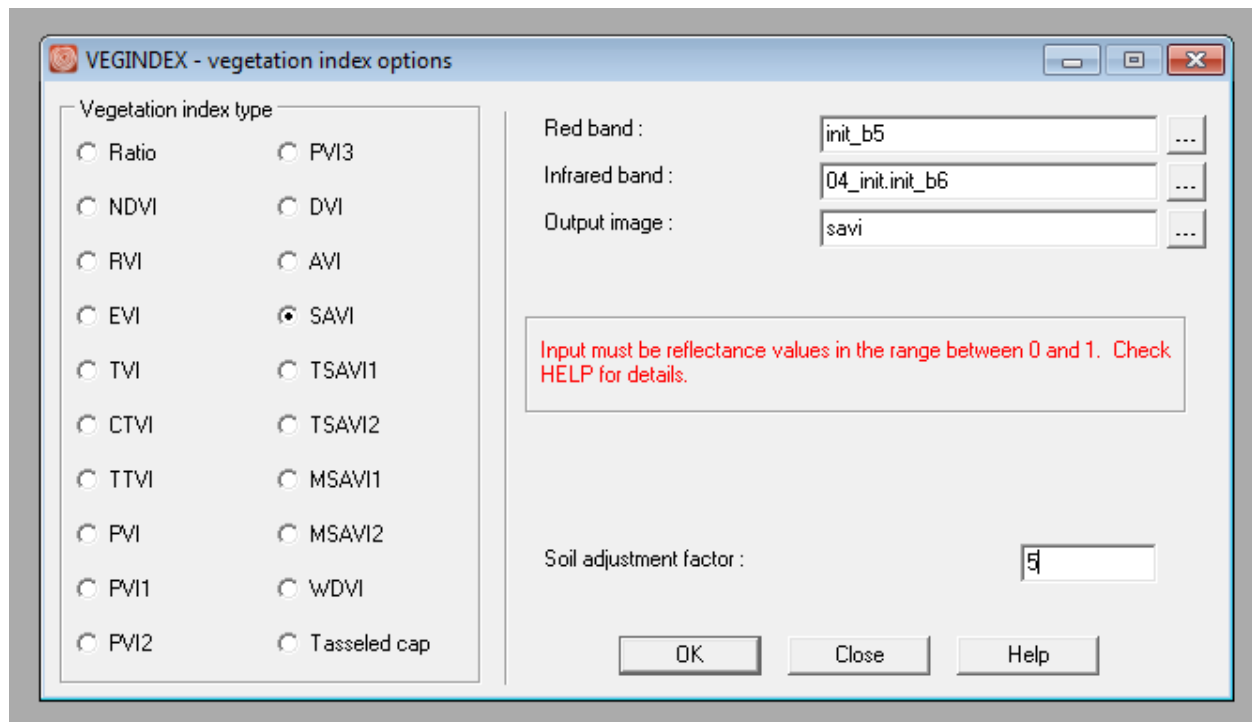 VEGINDEX - vegetation index options
Vegetation index type
Ratio
NDVI
RVI
EVI
TVI
CTVI
TTVI
PVI
PVI1
PVI2
PVI3
DVI
AVI
SAVI
TSAVI1
TSAVI2
MSAVI1
MSAVI2
WDVI
Tasseled cap
Red band : init_b5 ...
Infrared band : 04_init.init_b6 ...
Output image : savi ...
Input must be reflectance values in the range between 0 and 1. Check
HELP for details.
Soil adjustment factor : 5
OK Close Help